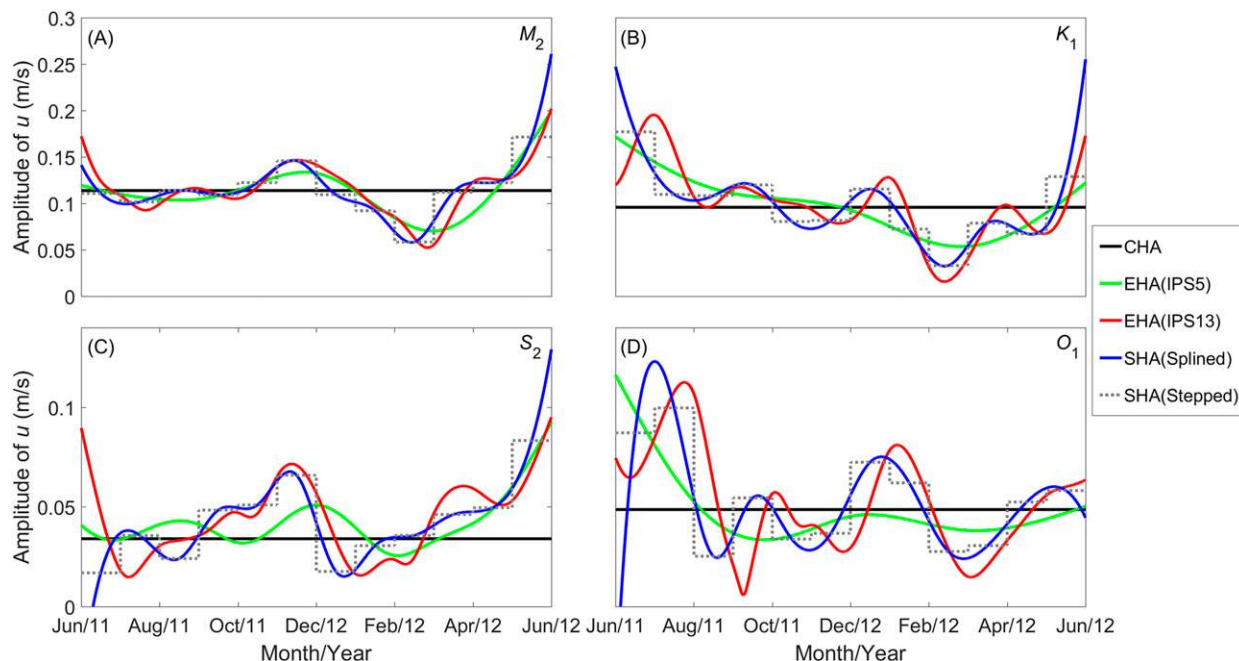 (A)
M2
0.3
0.25
0.2
0.15
0.1
0.05
0
Amplitude of u (m/s)
(B)
K1
(C)
S2
0.1
0.05
0
Amplitude of u (m/s)
Jun/11 Aug/11 Oct/11 Dec/12 Feb/12 Apr/12 Jun/12
Month/Year
(D)
O1
Jun/11 Aug/11 Oct/11 Dec/12 Feb/12 Apr/12 Jun/12
Month/Year
CHA
EHA(IPS5)
EHA(IPS13)
SHA(Splined)
SHA(Stepped)